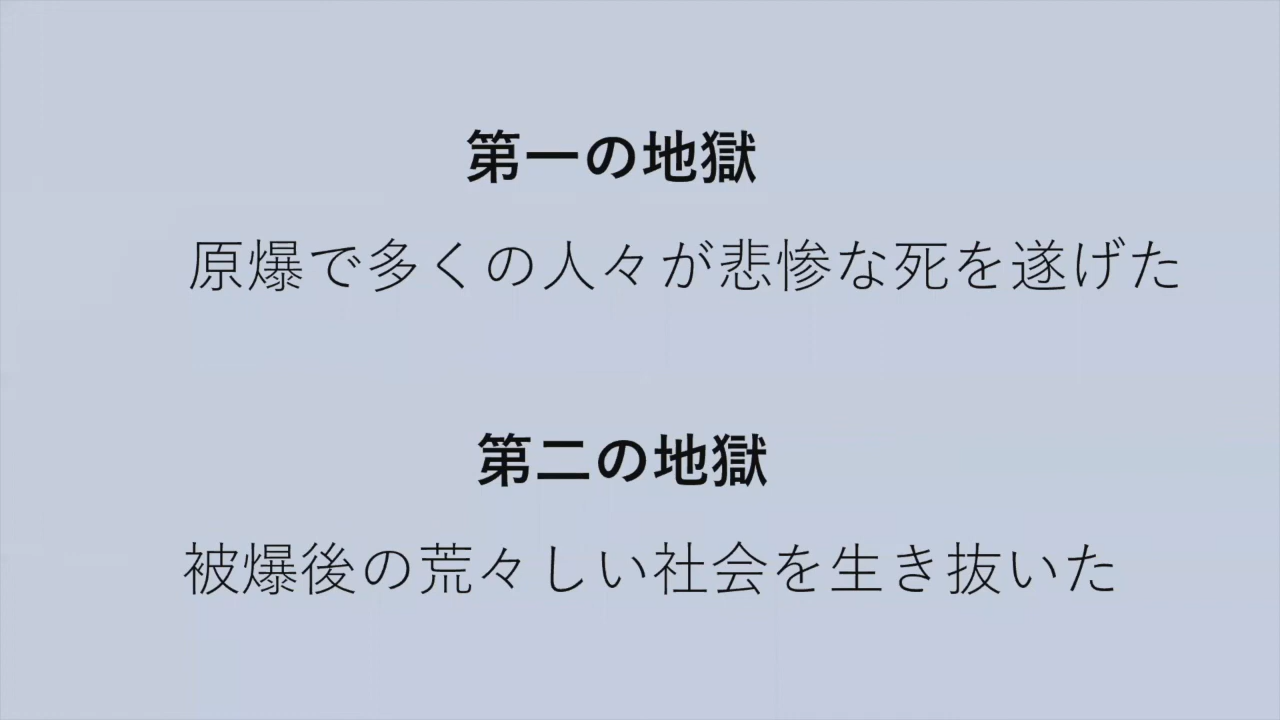 第一の地獄
原爆で多くの人々が悲惨な死を遂げた
第二の地獄
被爆後の荒々しい社会を生き抜いた